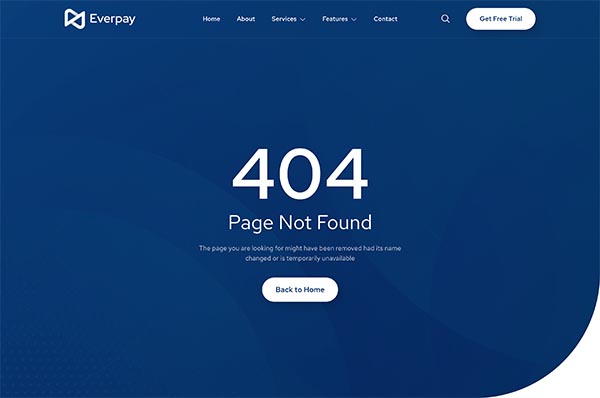 Everpay
Home About Services Features Contact
Get Free Trial
404
Page Not Found
The page you are looking for might have been removed had its name
changed or is temporarily unavailable
Back to Home